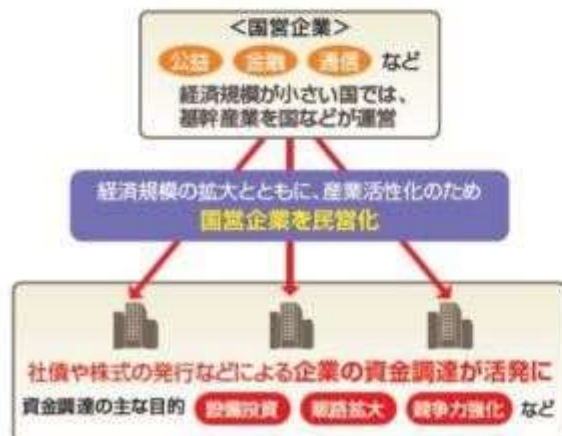 <国営企業>
公益 金融 通信 など
経済規模が小さい国では、
基幹産業を国などが運営
経済規模の拡大とともに、産業活性化のため
国営企業を民営化
社債や株式の発行などによる企業の資金調達が活発に
資金調達の主な目的 設備投資 販路拡大 競争力強化 など